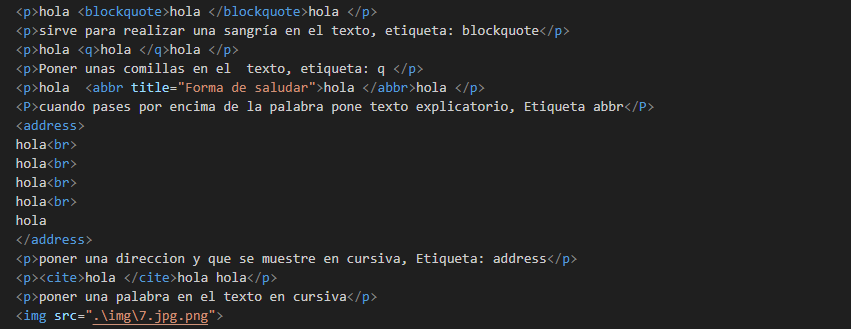 <p>hola <blockquote>hola </blockquote>hola </p>
<p>sirve para realizar una sangría en el texto, etiqueta: blockquote</p>
<p>hola <q>hola </q>hola </p>
<p>Poner unas comillas en el  texto, etiqueta: q </p>
<p>hola  <abbr title="Forma de saludar">hola </abbr>hola </p>
<P>cuando pases por encima de la palabra pone texto explicatorio, Etiqueta abbr</P>
<address>
hola<br>
hola<br>
hola<br>
hola<br>
hola
</address>
<p>poner una direccion y que se muestre en cursiva, Etiqueta: address</p>
<p><cite>hola </cite>hola hola</p>
<p>poner una palabra en el texto en cursiva</p>
<img src=".\img\7.jpg.png">